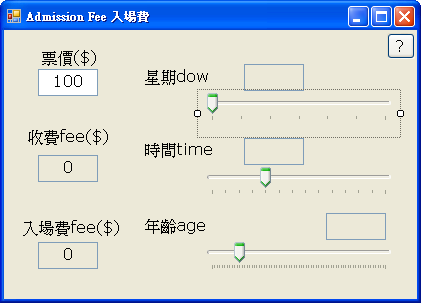 Admission Fee 入場費
?
票價($)
100
星期dow
收費fee($)
0
時間time
入場費fee($)
0
年齡age